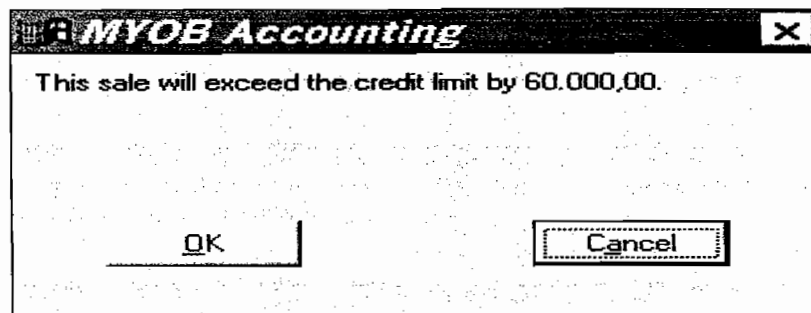 MYOB Accounting
This sale will exceed the credit limit by 60.000,00.
OK
Cancel